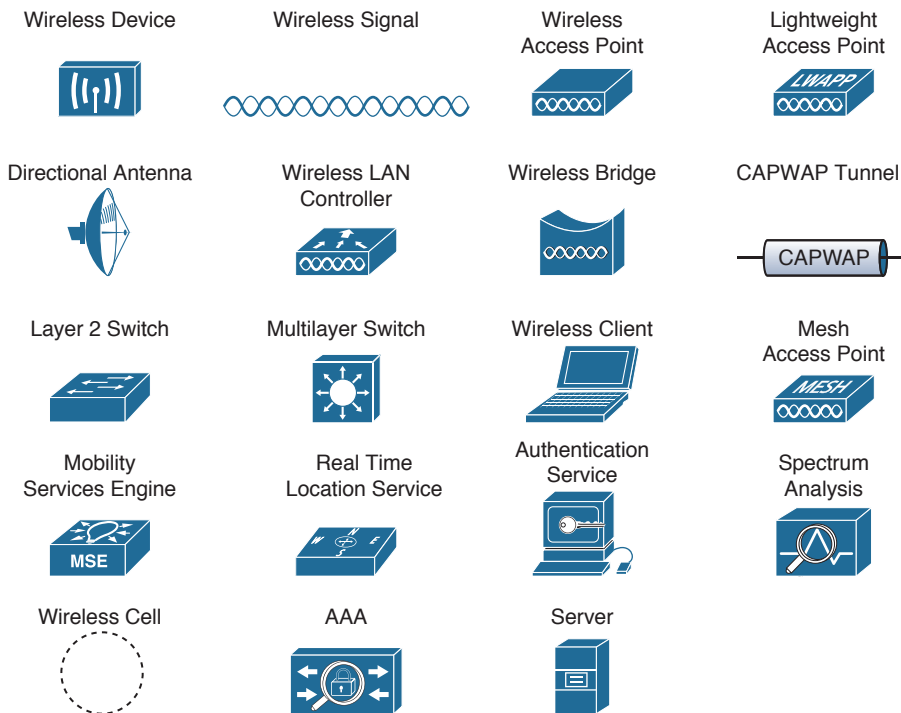 Wireless Device
Wireless Signal
Wireless
Access Point
Lightweight
Access Point
LWAPP
Directional Antenna
Wireless LAN
Controller
Wireless Bridge
CAPWAP Tunnel
CAPWAP
Layer 2 Switch
Multilayer Switch
Wireless Client
Mesh
Access Point
MESH
Mobility
Services Engine
MSE
Real Time
Location Service
N
W
E
S
Authentication
Service
Spectrum
Analysis
Wireless Cell
AAA
Server